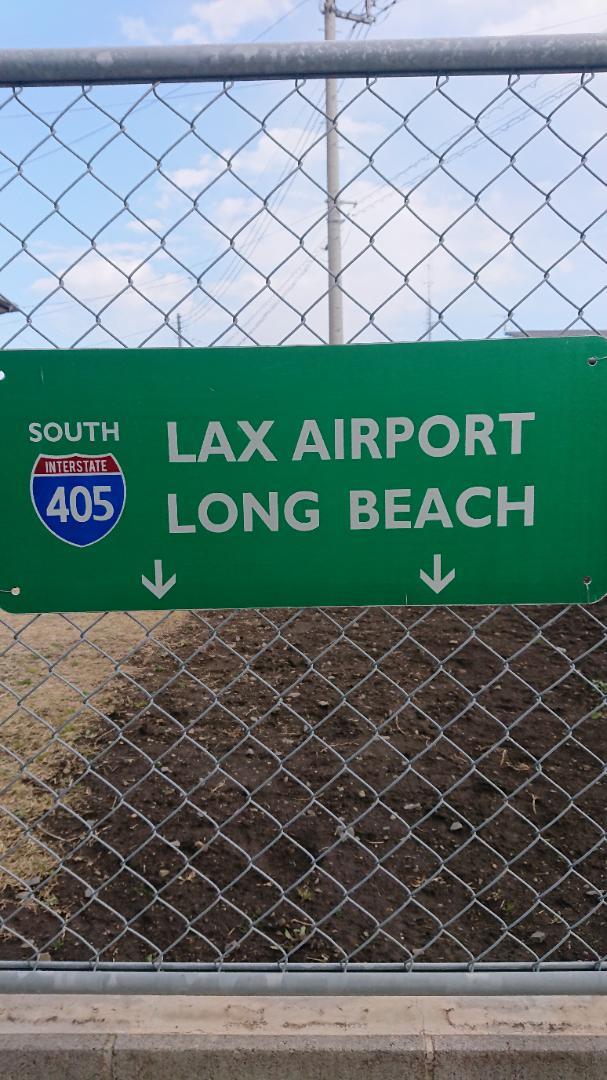 SOUTH
INTERSTATE
405
LAX AIRPORT
LONG BEACH